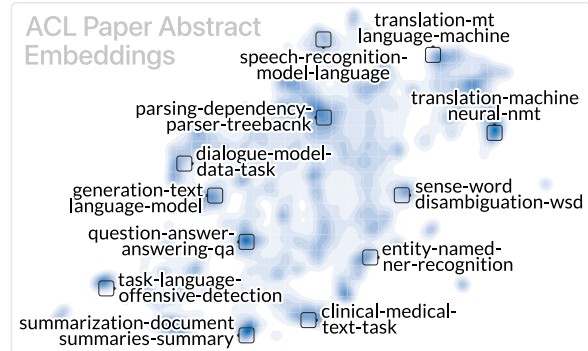 ACL Paper Abstract
Embeddings
translation-mt
language-machine
speech-recognition-
model-language
translation-machine
neural-nmt
parsing-dependency-
parser-treebacnk
dialogue-model-
data-task
generation-text
language-model
sense-word
disambiguation-wsd
question-answer-
answering-qa
entity-named-
ner-recognition
task-language-
offensive-detection
clinical-medical-
text-task
summarization-document
summaries-summary